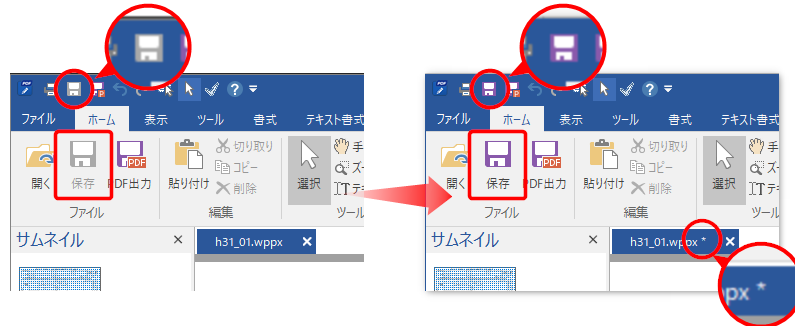 ファイル ホーム 表示 ツール 書式 テキスト書式
開く 保存 PDF出力 貼り付け 切り取り コピー 削除 選択
ファイル 編集 ツール
サムネイル × h31_01.wppx ×
ファイル ホーム 表示 ツール 書式 テキスト書式
開く 保存 PDF出力 貼り付け 切り取り コピー 削除 選択
ファイル 編集 ツール
サムネイル × h31_01.wppx * ×
ppx *